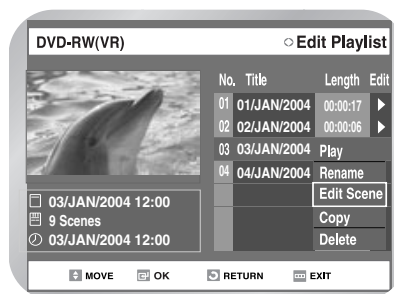 DVD-RW(VR) Edit Playlist
No. Title Length Edit
01 01/JAN/2004 00:00:17
02 02/JAN/2004 00:00:06
03 03/JAN/2004 Play
04 04/JAN/2004 Rename
Edit Scene
Copy
Delete
03/JAN/2004 12:00
9 Scenes
03/JAN/2004 12:00
MOVE OK RETURN EXIT